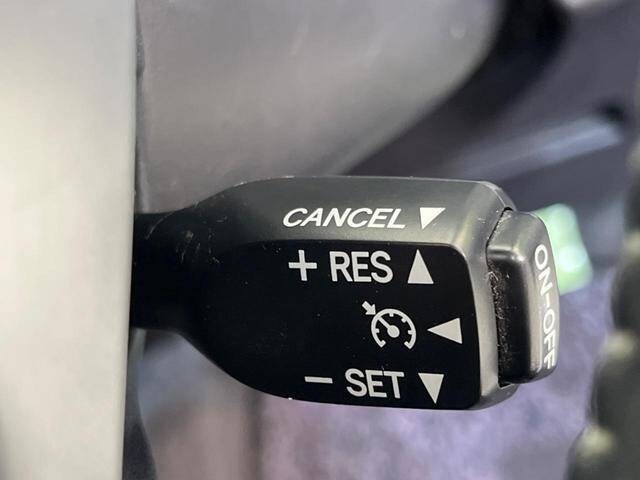 CANCEL ▼
+ RES ▲
◀
− SET ▼
ON-OFF